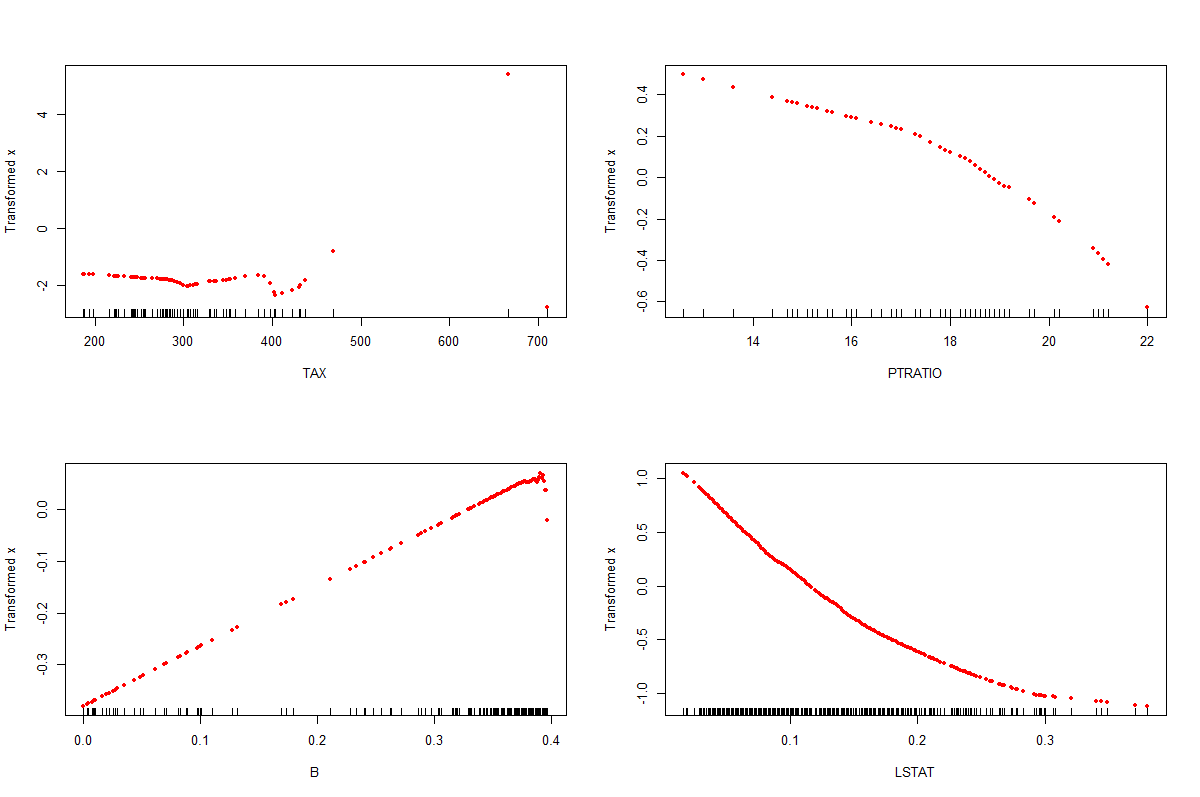 Transformed x
4
2
0
-2
200 300 400 500 600 700
TAX
Transformed x
0.4
0.2
0.0
-0.2
-0.4
-0.6
14 16 18 20 22
PTRATIO
Transformed x
0.0
-0.1
-0.2
-0.3
0.0 0.1 0.2 0.3 0.4
B
Transformed x
1.0
0.5
0.0
-0.5
-1.0
0.1 0.2 0.3
LSTAT